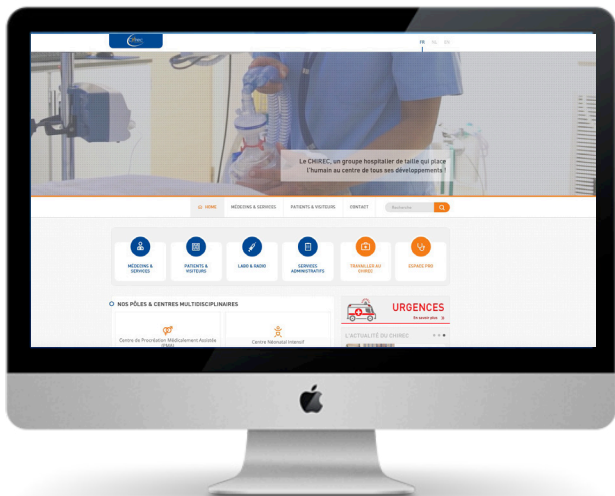 CHIREC
FR NL EN
Le CHIREC, un groupe hospitalier de taille qui place
l'humain au centre de tous ses développements !
HOME MÉDECINS & SERVICES PATIENTS & VISITEURS CONTACT Recherche
MÉDECINS &
SERVICES
PATIENTS &
VISITEURS
LABO & RADIO
SERVICES
ADMINISTRATIFS
TRAVAILLER AU
CHIREC
ESPACE PRO
NOS PÔLES & CENTRES MULTIDISCIPLINAIRES
Centre de Procréation Médicalement Assistée
(PMA)
Centre Néonatal Intensif
URGENCES
En savoir plus
L'ACTUALITÉ DU CHIREC